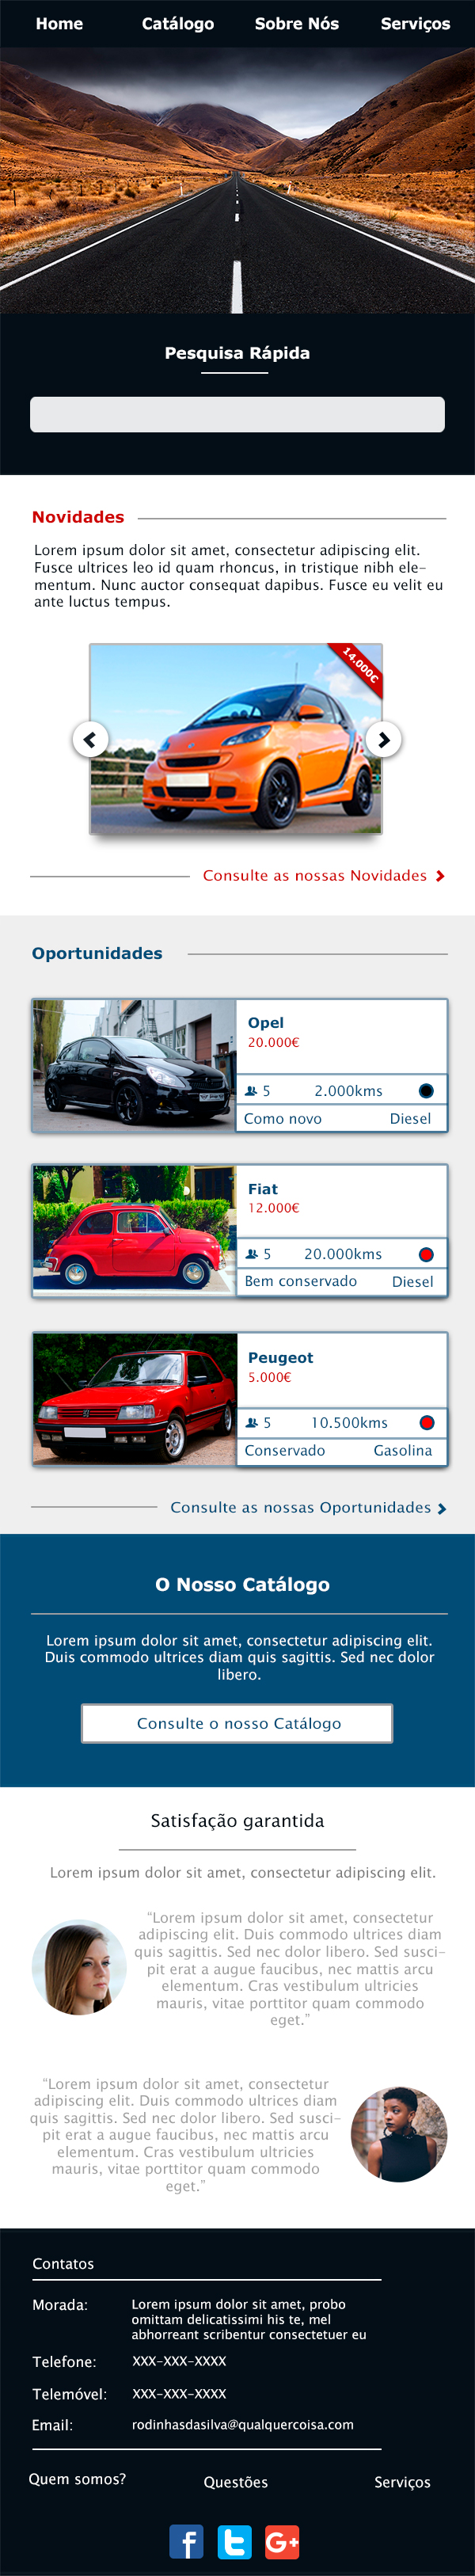 Home Catálogo Sobre Nós Serviços
Pesquisa Rápida
Novidades
Lorem ipsum dolor sit amet, consectetur adipiscing elit.
Fusce ultrices leo id quam rhoncus, in tristique nibh ele-
mentum. Nunc auctor consequat dapibus. Fusce eu velit eu
ante luctus tempus.
14.000€
Consulte as nossas Novidades
Oportunidades
Opel
20.000€
5 2.000kms
Como novo Diesel
Fiat
12.000€
5 20.000kms
Bem conservado Diesel
Peugeot
5.000€
5 10.500kms
Conservado Gasolina
Consulte as nossas Oportunidades
O Nosso Catálogo
Lorem ipsum dolor sit amet, consectetur adipiscing elit.
Duis commodo ultrices diam quis sagittis. Sed nec dolor
libero.
Consulte o nosso Catálogo
Satisfação garantida
Lorem ipsum dolor sit amet, consectetur adipiscing elit.
“Lorem ipsum dolor sit amet, consectetur
adipiscing elit. Duis commodo ultrices diam
quis sagittis. Sed nec dolor libero. Sed susci-
pit erat a augue faucibus, nec mattis arcu
elementum. Cras vestibulum ultricies
mauris, vitae porttitor quam commodo
eget.”
“Lorem ipsum dolor sit amet, consectetur
adipiscing elit. Duis commodo ultrices diam
quis sagittis. Sed nec dolor libero. Sed susci-
pit erat a augue faucibus, nec mattis arcu
elementum. Cras vestibulum ultricies
mauris, vitae porttitor quam commodo
eget.”
Contatos
Morada: Lorem ipsum dolor sit amet, probo
omittam delicatissimi his te, mel
abhorreant scribentur consectetuer eu
Telefone: XXX-XXX-XXXX
Telemóvel: XXX-XXX-XXXX
Email: rodinhasdasilva@qualquercoisa.com
Quem somos? Questões Serviços
f t G+